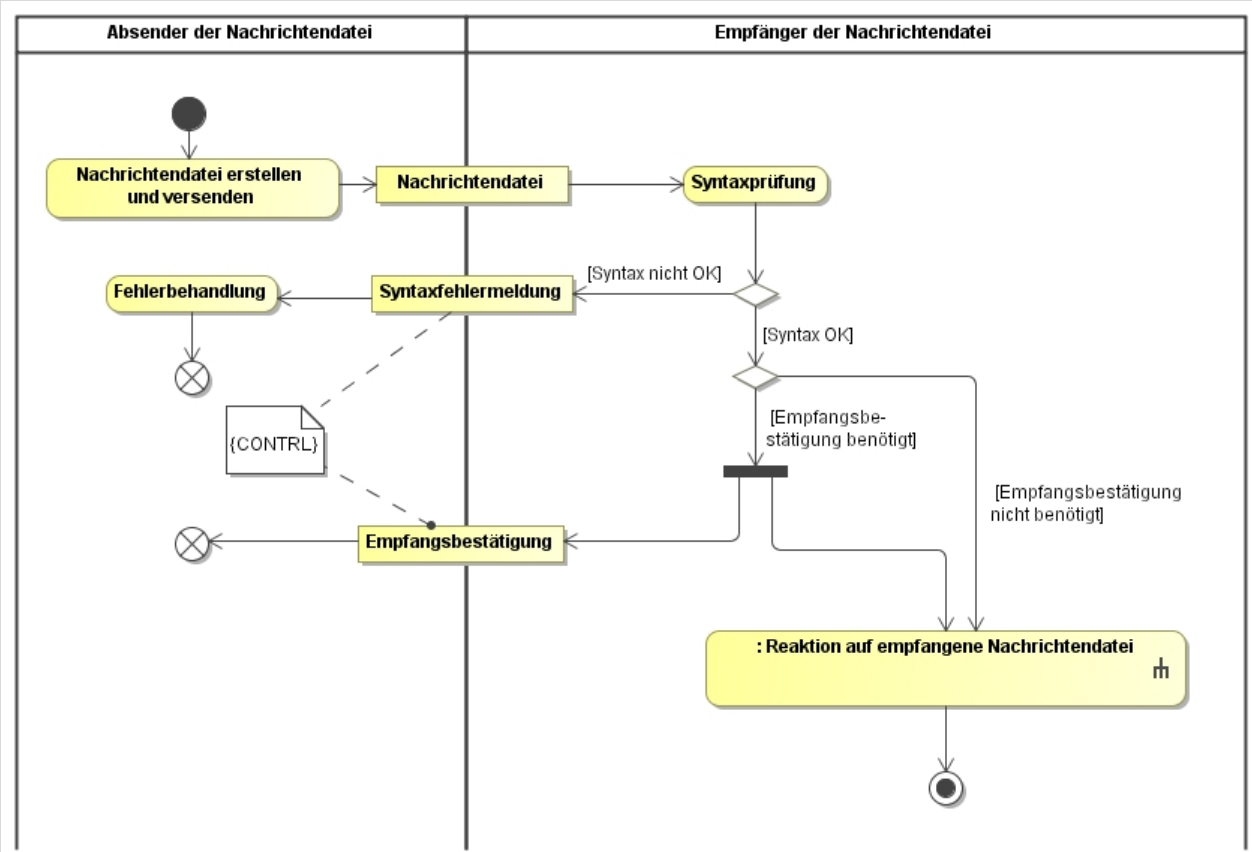 Absender der Nachrichtendatei
Empfänger der Nachrichtendatei
Nachrichtendatei erstellen
und versenden
Nachrichtendatei
Syntaxprüfung
[Syntax nicht OK]
Fehlerbehandlung
Syntaxfehlermeldung
[Syntax OK]
[Empfangsbe-
stätigung benötigt]
{CONTRL}
[Empfangsbestätigung
nicht benötigt]
Empfangsbestätigung
: Reaktion auf empfangene Nachrichtendatei